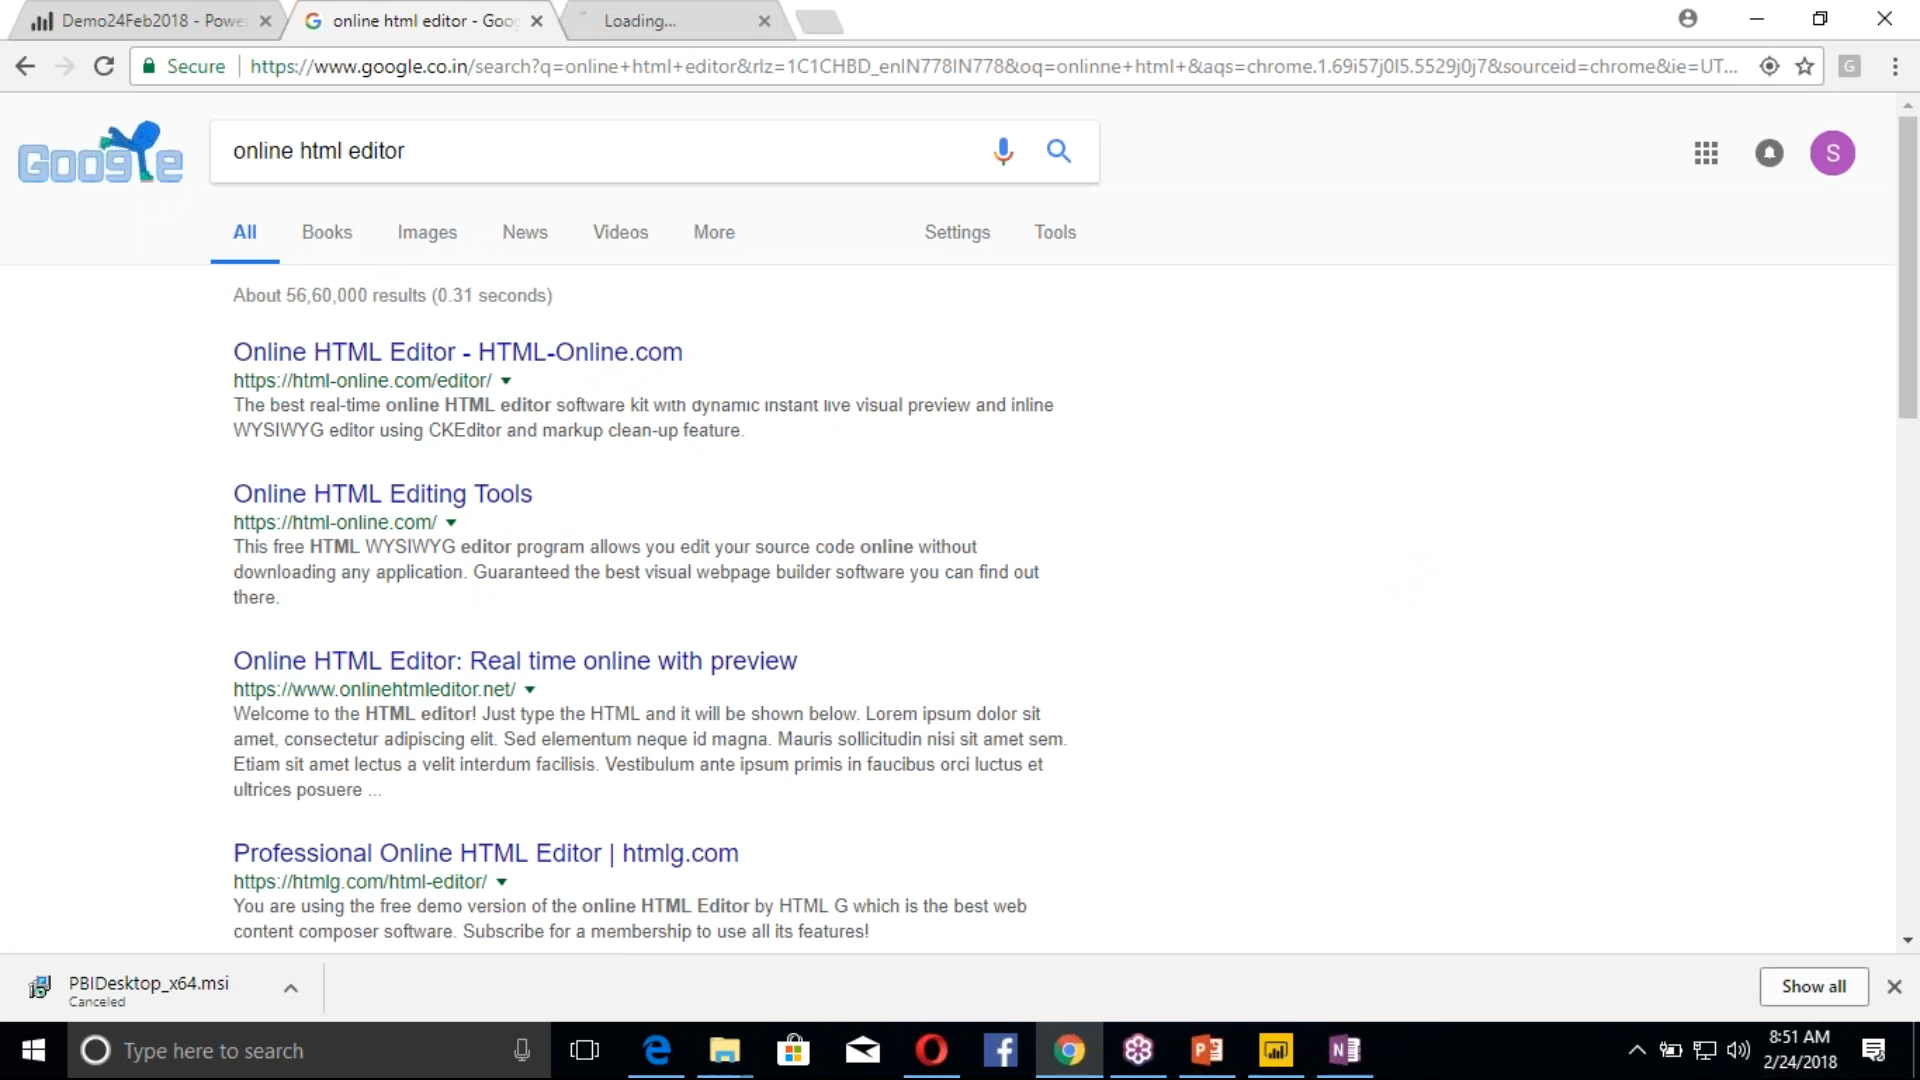 Demo24Feb2018 - Powe
online html editor - Goog
Loading...
Secure
https://www.google.co.in/search?q=online+html+editor&rlz=1C1CHBD_enIN778IN778&oq=onlinne+html+&aqs=chrome.1.69i57j0l5.5529j0j7&sourceid=chrome&ie=UT...
G
Google
online html editor
S
All Books Images News Videos More Settings Tools
About 56,60,000 results (0.31 seconds)
Online HTML Editor - HTML-Online.com
https://html-online.com/editor/
The best real-time online HTML editor software kit with dynamic instant live visual preview and inline
WYSIWYG editor using CKEditor and markup clean-up feature.
Online HTML Editing Tools
https://html-online.com/
This free HTML WYSIWYG editor program allows you edit your source code online without
downloading any application. Guaranteed the best visual webpage builder software you can find out
there.
Online HTML Editor: Real time online with preview
https://www.onlinehtmleditor.net/
Welcome to the HTML editor! Just type the HTML and it will be shown below. Lorem ipsum dolor sit
amet, consectetur adipiscing elit. Sed elementum neque id magna. Mauris sollicitudin nisi sit amet sem.
Etiam sit amet lectus a velit interdum facilisis. Vestibulum ante ipsum primis in faucibus orci luctus et
ultrices posuere ...
Professional Online HTML Editor | htmlg.com
https://htmlg.com/html-editor/
You are using the free demo version of the online HTML Editor by HTML G which is the best web
content composer software. Subscribe for a membership to use all its features!
PBIDesktop_x64.msi
Canceled
Show all
Type here to search
8:51 AM
2/24/2018